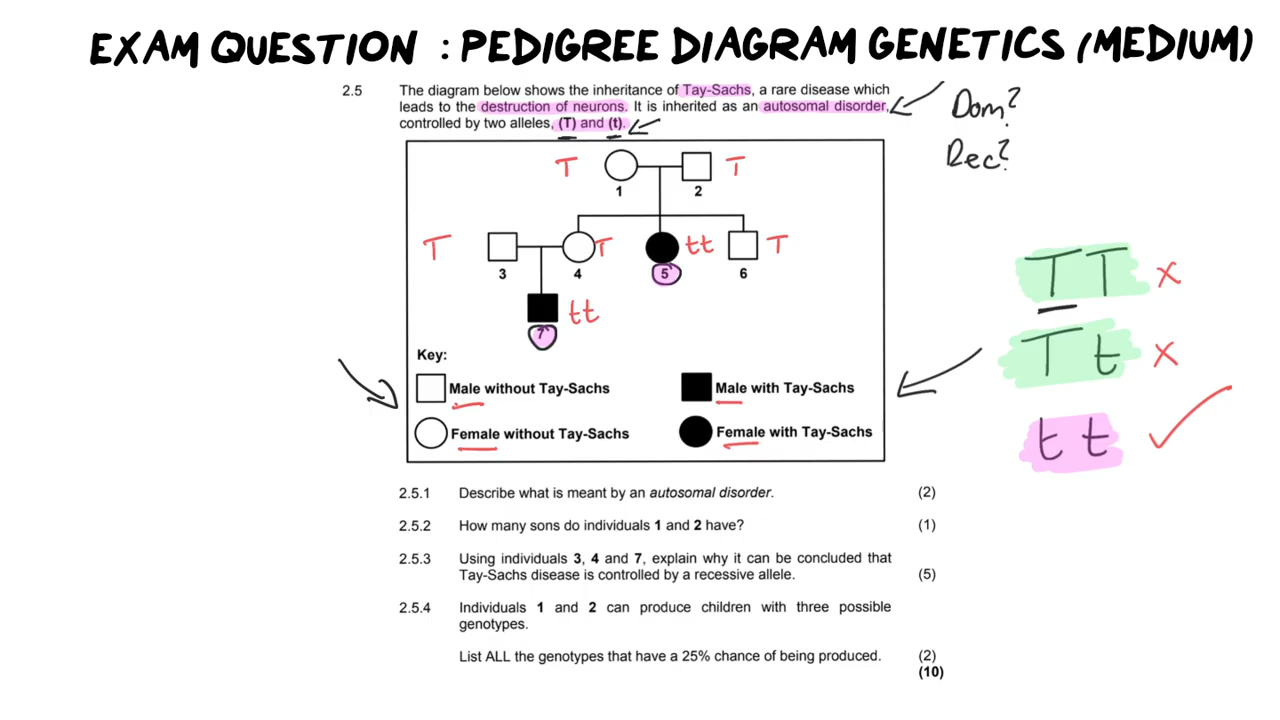 EXAM QUESTION : PEDIGREE DIAGRAM GENETICS (MEDIUM)
2.5 The diagram below shows the inheritance of Tay-Sachs, a rare disease which
leads to the destruction of neurons. It is inherited as an autosomal disorder,
controlled by two alleles, (T) and (t).
Dom?
Rec?
T T
1 2
T T tt T
3 4 5 6
tt
7
TT x
Tt x
tt
Key:
Male without Tay-Sachs Male with Tay-Sachs
Female without Tay-Sachs Female with Tay-Sachs
2.5.1 Describe what is meant by an autosomal disorder. (2)
2.5.2 How many sons do individuals 1 and 2 have? (1)
2.5.3 Using individuals 3, 4 and 7, explain why it can be concluded that
Tay-Sachs disease is controlled by a recessive allele. (5)
2.5.4 Individuals 1 and 2 can produce children with three possible
genotypes.
List ALL the genotypes that have a 25% chance of being produced. (2)
(10)